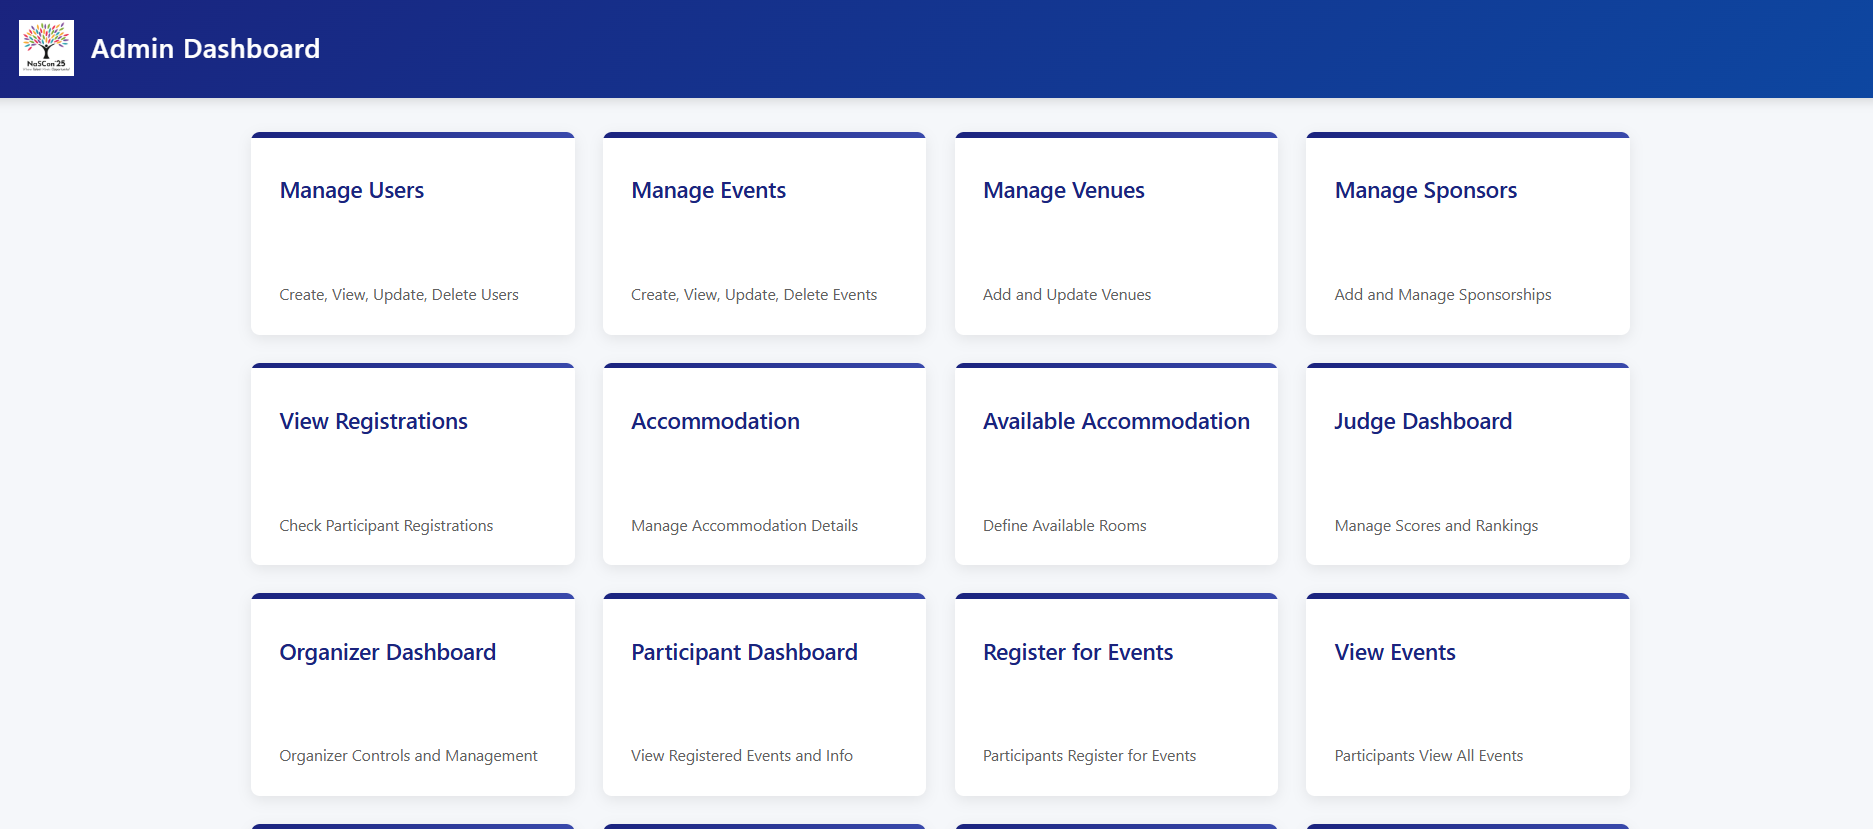 NaSCon'25
Admin Dashboard
Manage Users
Manage Events
Manage Venues
Manage Sponsors
Create, View, Update, Delete Users
Create, View, Update, Delete Events
Add and Update Venues
Add and Manage Sponsorships
View Registrations
Accommodation
Available Accommodation
Judge Dashboard
Check Participant Registrations
Manage Accommodation Details
Define Available Rooms
Manage Scores and Rankings
Organizer Dashboard
Participant Dashboard
Register for Events
View Events
Organizer Controls and Management
View Registered Events and Info
Participants Register for Events
Participants View All Events